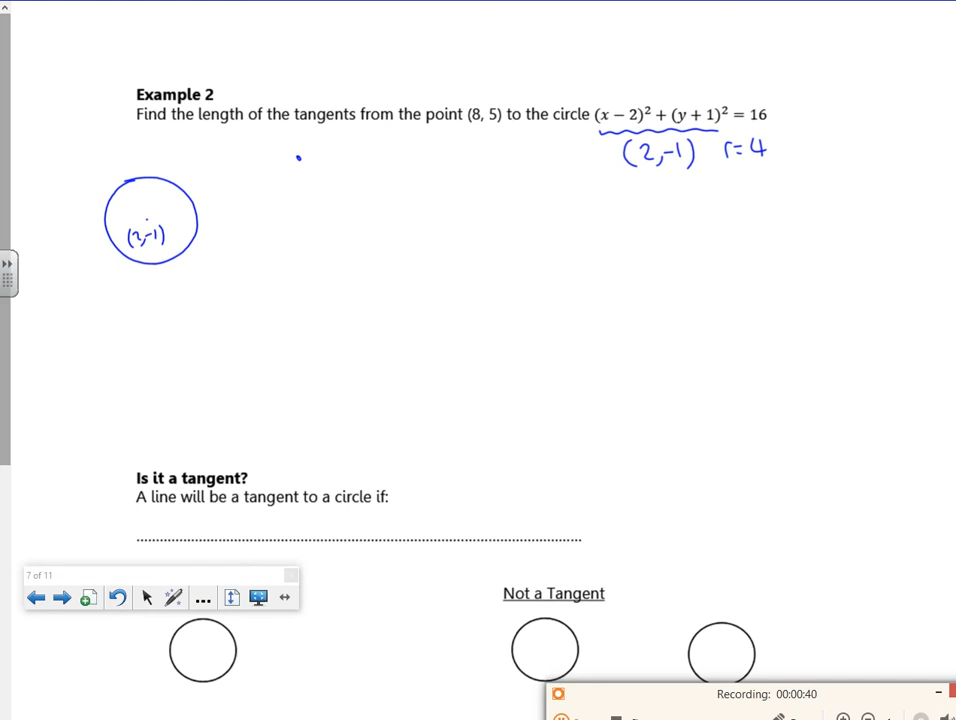 Example 2
Find the length of the tangents from the point (8, 5) to the circle (x − 2)² + (y + 1)² = 16
(2,-1) r=4
(2,-1)
Is it a tangent?
A line will be a tangent to a circle if:
................................................................................................
7 of 11
Not a Tangent
Recording: 00:00:40